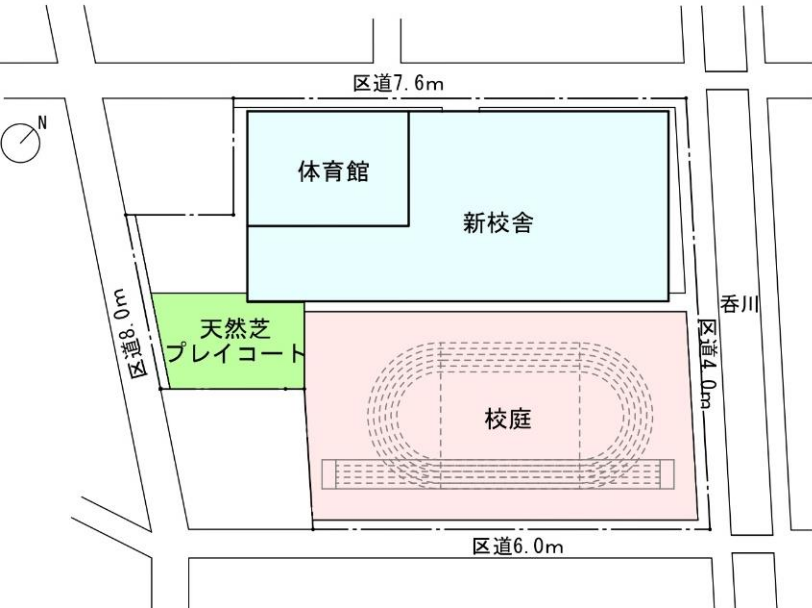 区道7.6m
N
体育館
新校舎
呑川
区道8.0m
天然芝
プレイコート
区道4.0m
校庭
区道6.0m